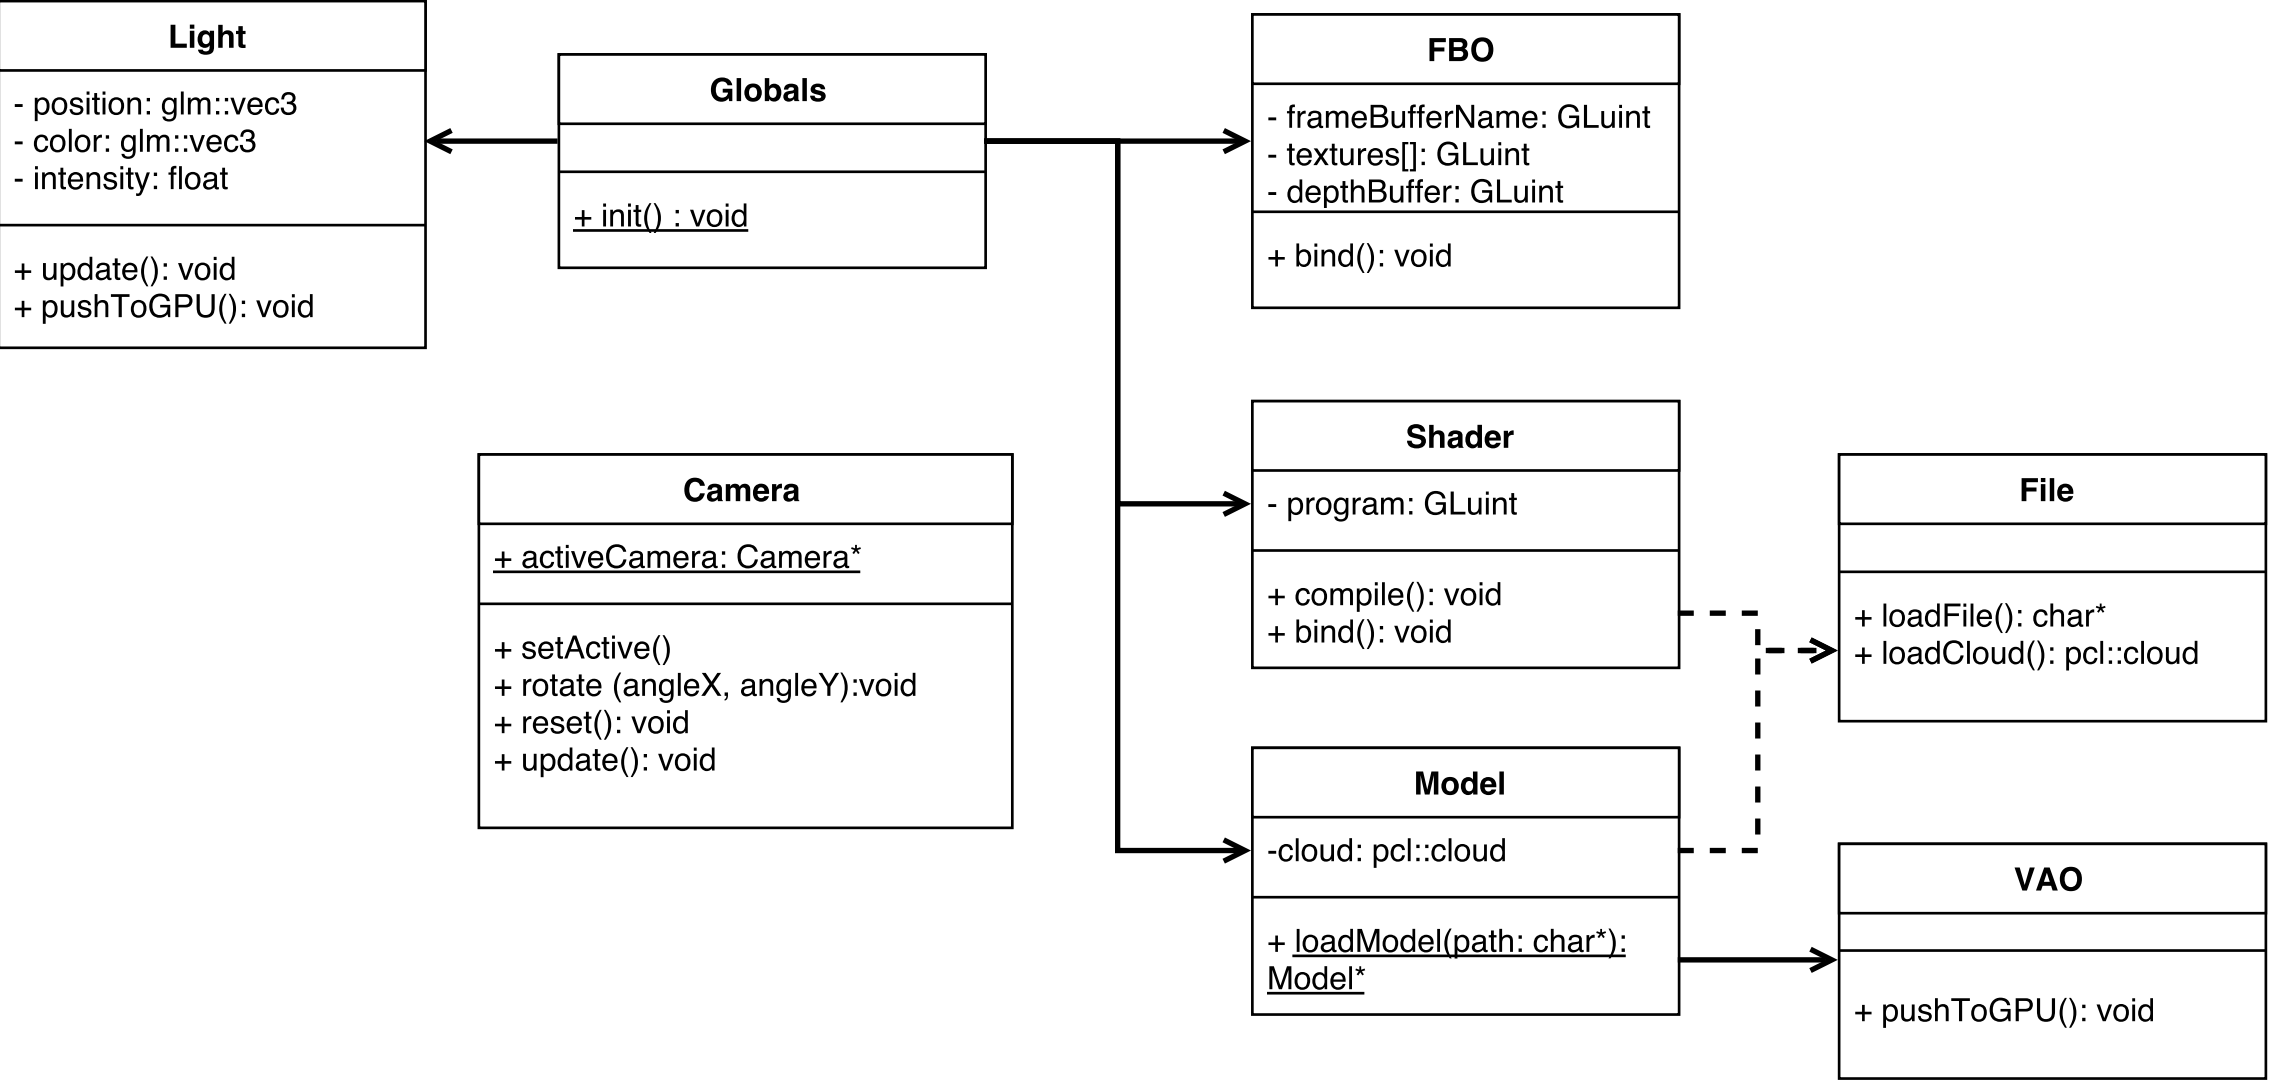 Light
- position: glm::vec3
- color: glm::vec3
- intensity: float
+ update(): void
+ pushToGPU(): void
Globals
+ init() : void
FBO
- frameBufferName: GLuint
- textures[]: GLuint
- depthBuffer: GLuint
+ bind(): void
Camera
+ activeCamera: Camera*
+ setActive()
+ rotate (angleX, angleY):void
+ reset(): void
+ update(): void
Shader
- program: GLuint
+ compile(): void
+ bind(): void
File
+ loadFile(): char*
+ loadCloud(): pcl::cloud
Model
-cloud: pcl::cloud
+ loadModel(path: char*):
Model*
VAO
+ pushToGPU(): void